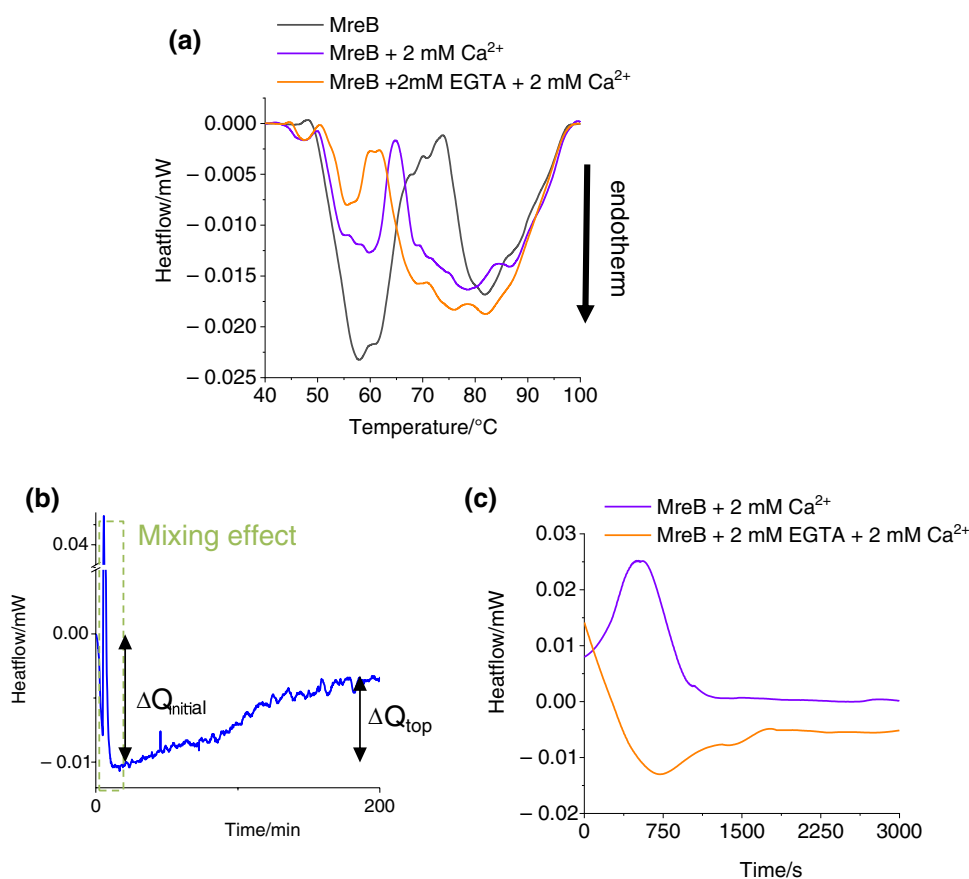 (a)
MreB
MreB + 2 mM Ca²⁺
MreB +2mM EGTA + 2 mM Ca²⁺
0.000
− 0.005
− 0.010
− 0.015
− 0.020
− 0.025
Heatflow/mW
40 50 60 70 80 90 100
Temperature/°C
endotherm
(b)
Mixing effect
0.04
0.00
− 0.01
Heatflow/mW
ΔQinitial
ΔQtop
0 200
Time/min
(c)
MreB + 2 mM Ca²⁺
MreB + 2 mM EGTA + 2 mM Ca²⁺
0.03
0.02
0.01
0.00
−0.01
−0.02
Heatflow/mW
0 750 1500 2250 3000
Time/s